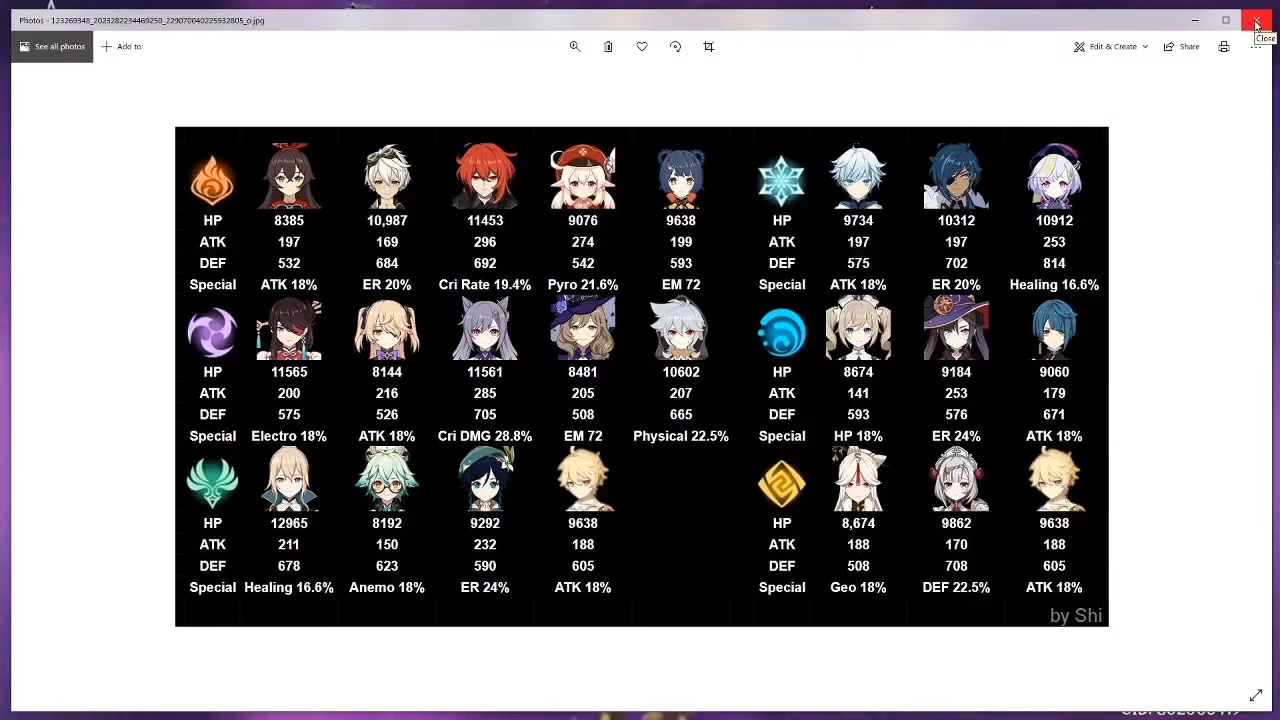 Photos - 123269348_2023282234469250_229070040225932805_o.jpg
Close
See all photos
Add to
Edit & Create
Share
HP 8385 10,987 11453 9076 9638 HP 9734 10312 10912
ATK 197 169 296 274 199 ATK 197 197 253
DEF 532 684 692 542 593 DEF 575 702 814
Special ATK 18% ER 20% Cri Rate 19.4% Pyro 21.6% EM 72 Special ATK 18% ER 20% Healing 16.6%
HP 11565 8144 11561 8481 10602 HP 8674 9184 9060
ATK 200 216 285 205 207 ATK 141 253 179
DEF 575 526 705 508 665 DEF 593 576 671
Special Electro 18% ATK 18% Cri DMG 28.8% EM 72 Physical 22.5% Special HP 18% ER 24% ATK 18%
HP 12965 8192 9292 9638 HP 8,674 9862 9638
ATK 211 150 232 188 ATK 188 170 188
DEF 678 623 590 605 DEF 508 708 605
Special Healing 16.6% Anemo 18% ER 24% ATK 18% Special Geo 18% DEF 22.5% ATK 18%
by Shi